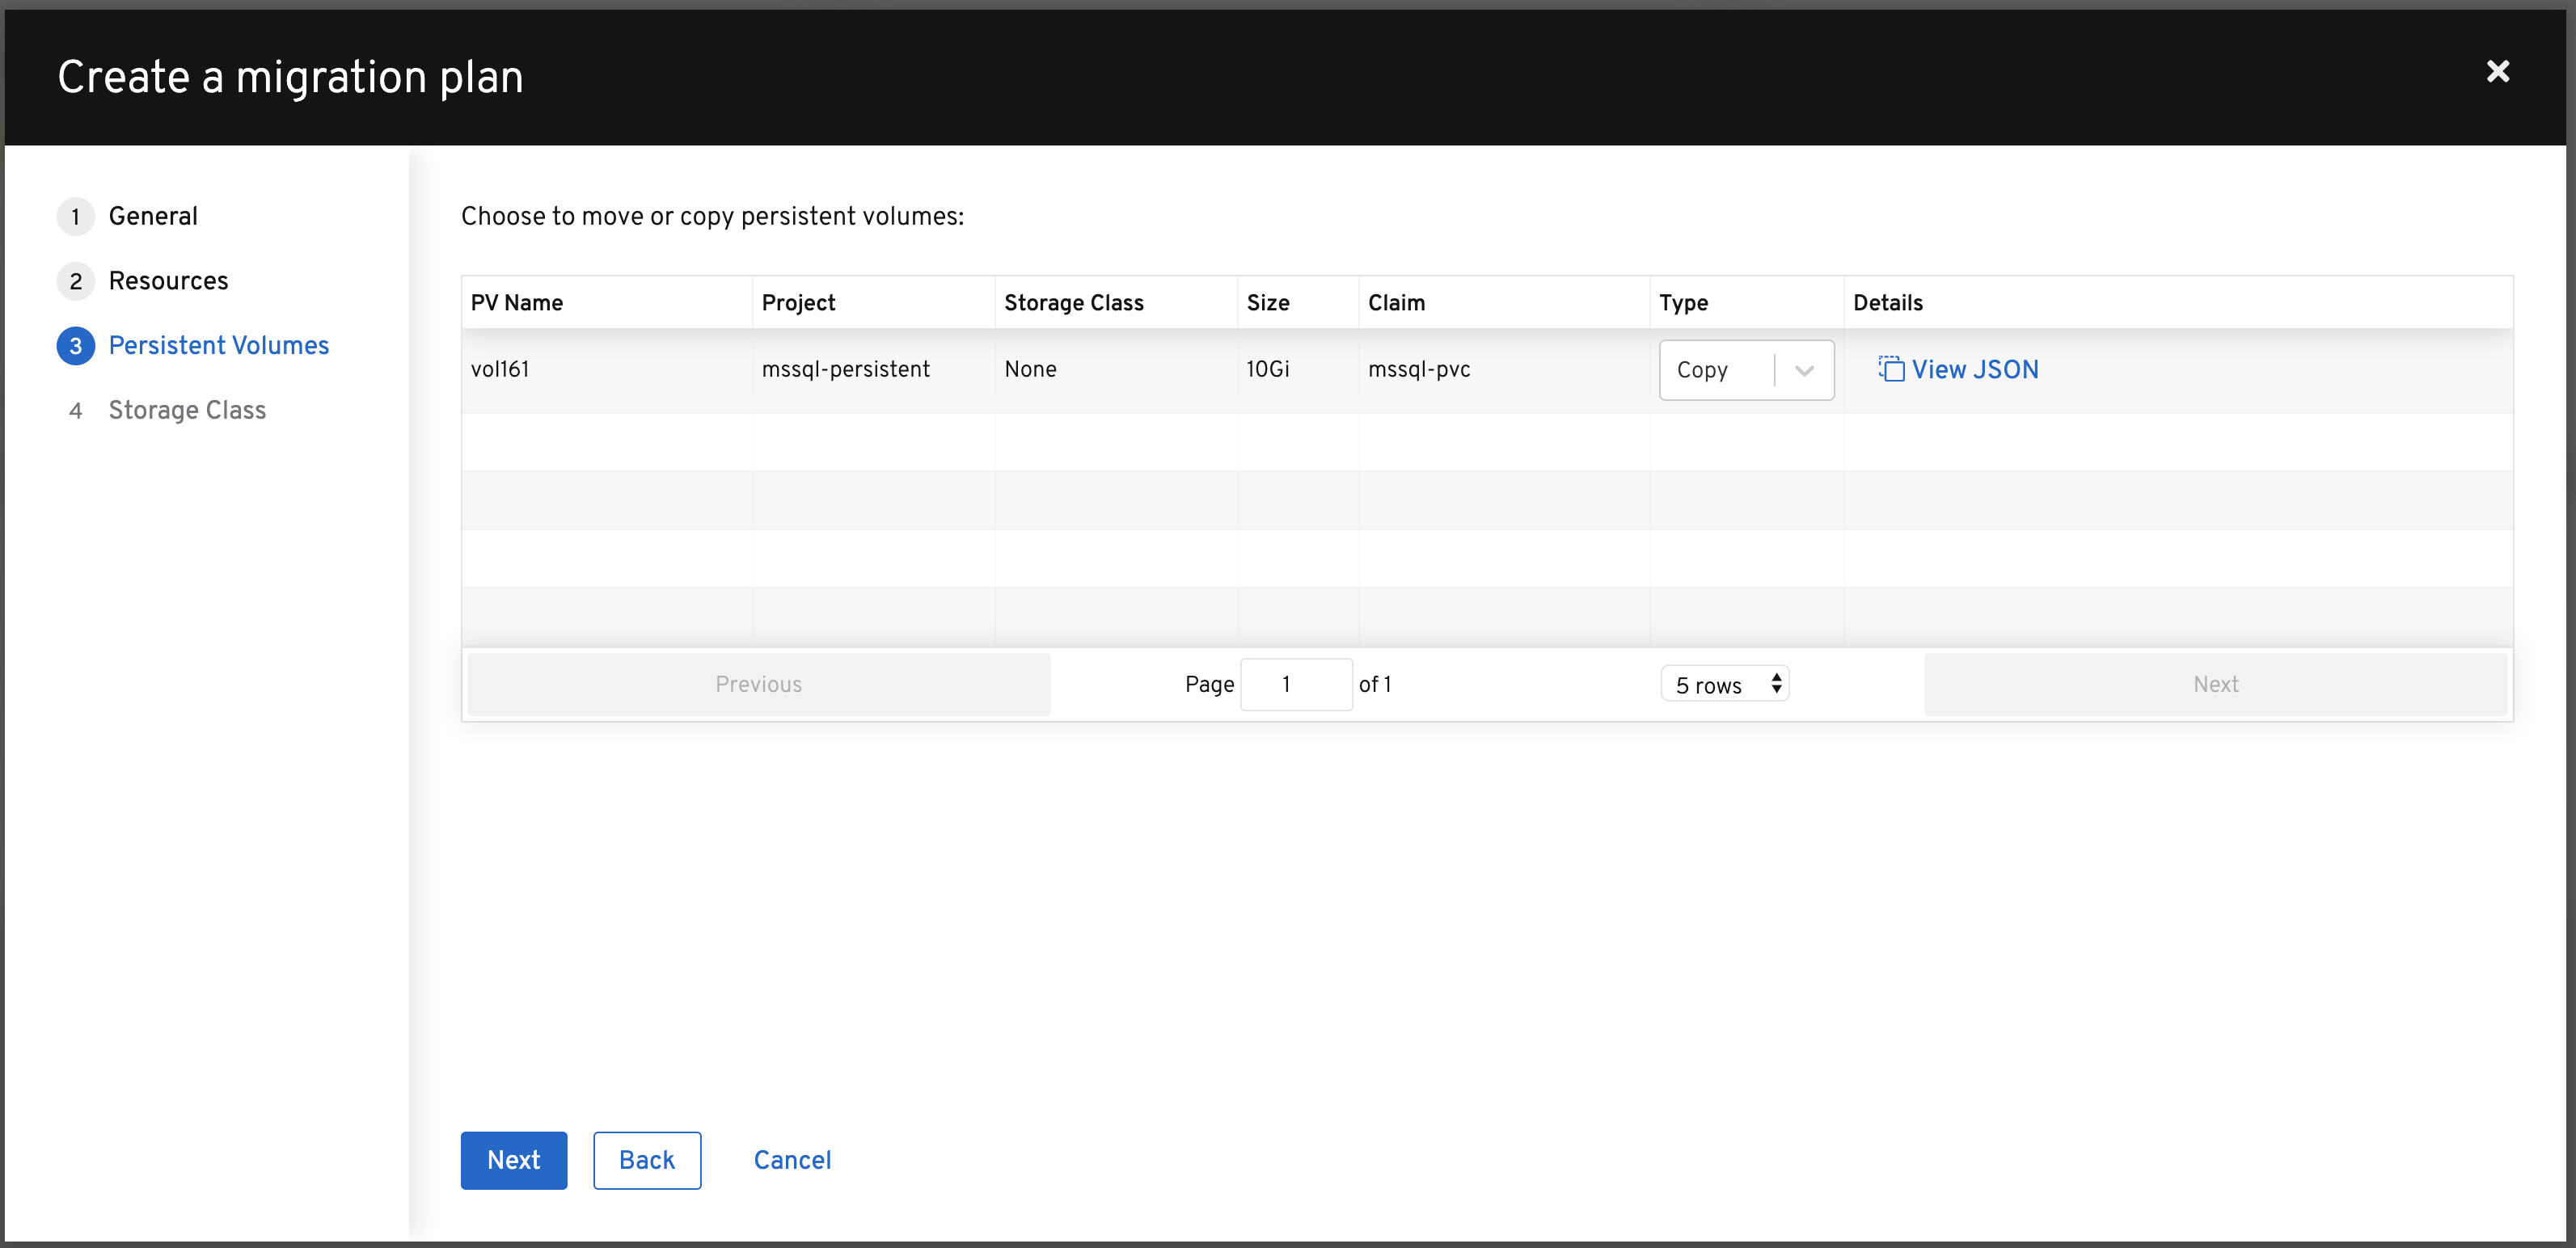 Create a migration plan
1 General
2 Resources
3 Persistent Volumes
4 Storage Class
Choose to move or copy persistent volumes:
PV Name Project Storage Class Size Claim Type Details
vol161 mssql-persistent None 10Gi mssql-pvc Copy View JSON
Previous Page 1 of 1 5 rows Next
Next Back Cancel